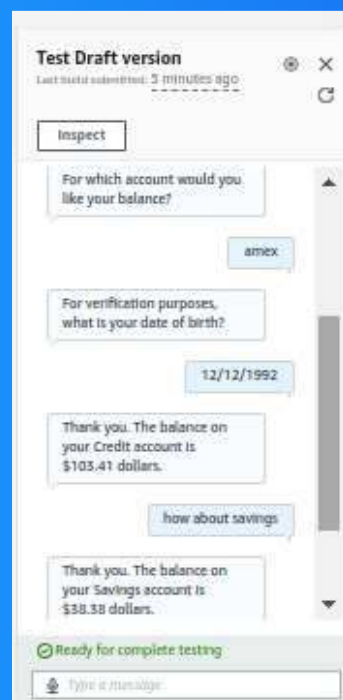 Test Draft version
Last build submitted: 5 minutes ago
Inspect
For which account would you
like your balance?
amex
For verification purposes,
what is your date of birth?
12/12/1992
Thank you. The balance on
your Credit account is
$103.41 dollars.
how about savings
Thank you. The balance on
your Savings account is
$38.38 dollars.
Ready for complete testing
Type a message